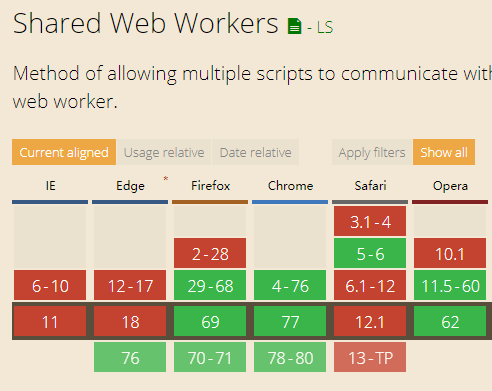 Shared Web Workers - LS
Method of allowing multiple scripts to communicate with
web worker.
Current aligned Usage relative Date relative Apply filters Show all
IE Edge * Firefox Chrome Safari Opera
3.1-4
2-28 5-6 10.1
6-10 12-17 29-68 4-76 6.1-12 11.5-60
11 18 69 77 12.1 62
76 70-71 78-80 13-TP